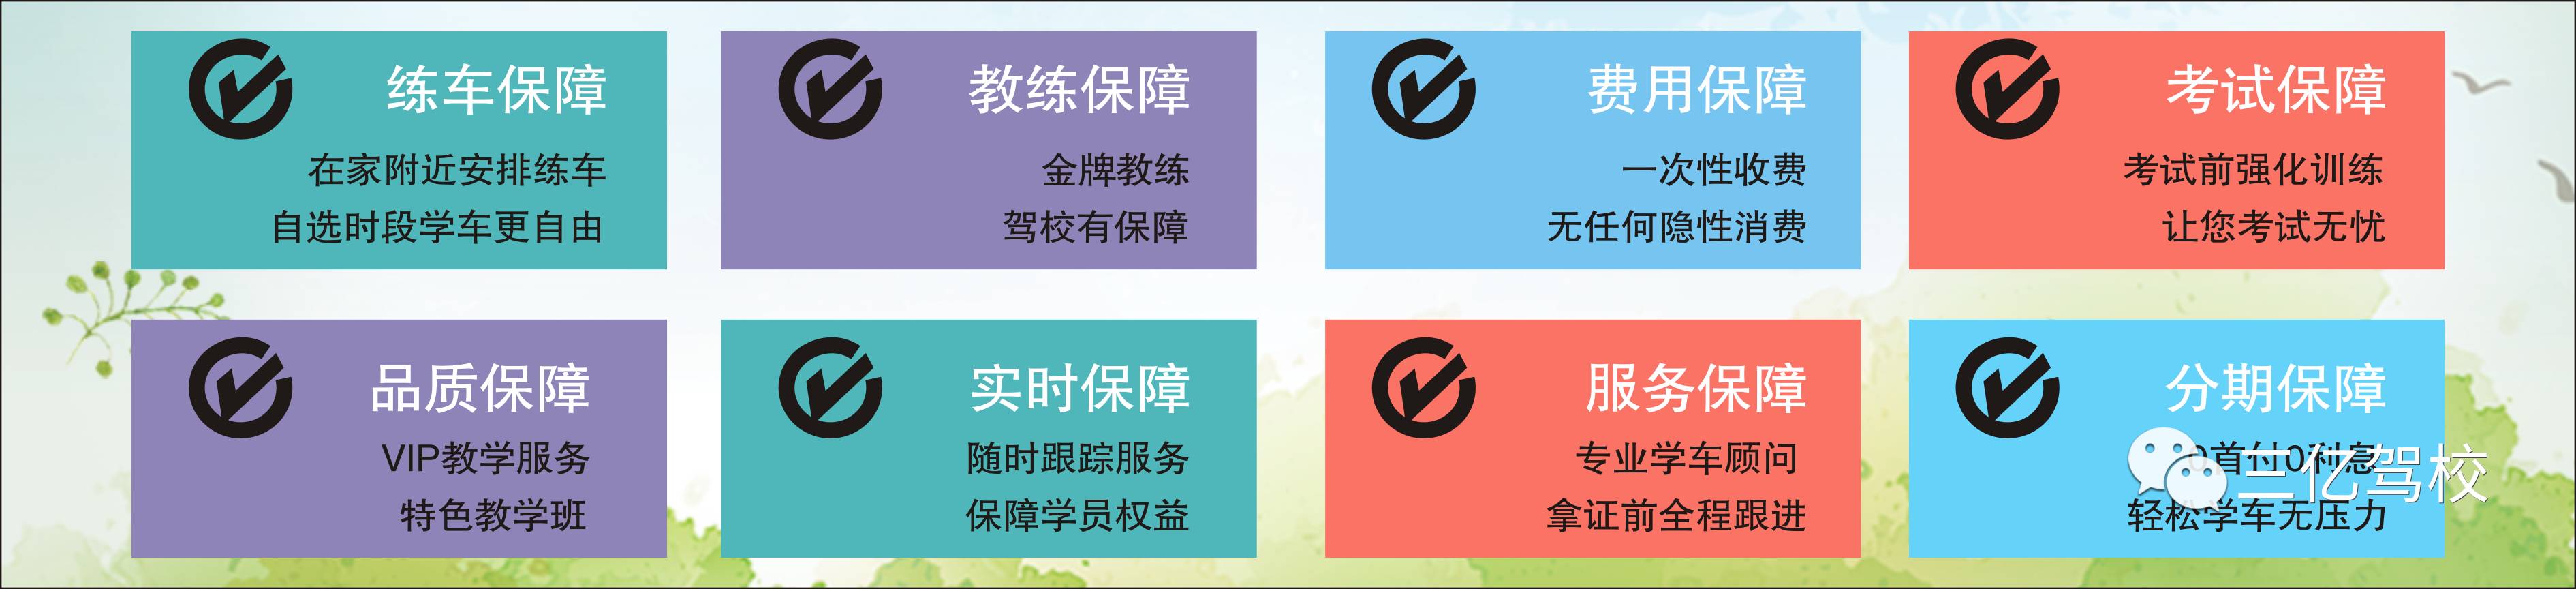 练车保障
在家附近安排练车
自选时段学车更自由
教练保障
金牌教练
驾校有保障
费用保障
一次性收费
无任何隐性消费
考试保障
考试前强化训练
让您考试无忧
品质保障
VIP教学服务
特色教学班
实时保障
随时跟踪服务
保障学员权益
服务保障
专业学车顾问
拿证前全程跟进
分期保障
0首付0利息
轻松学车无压力
三亿驾校